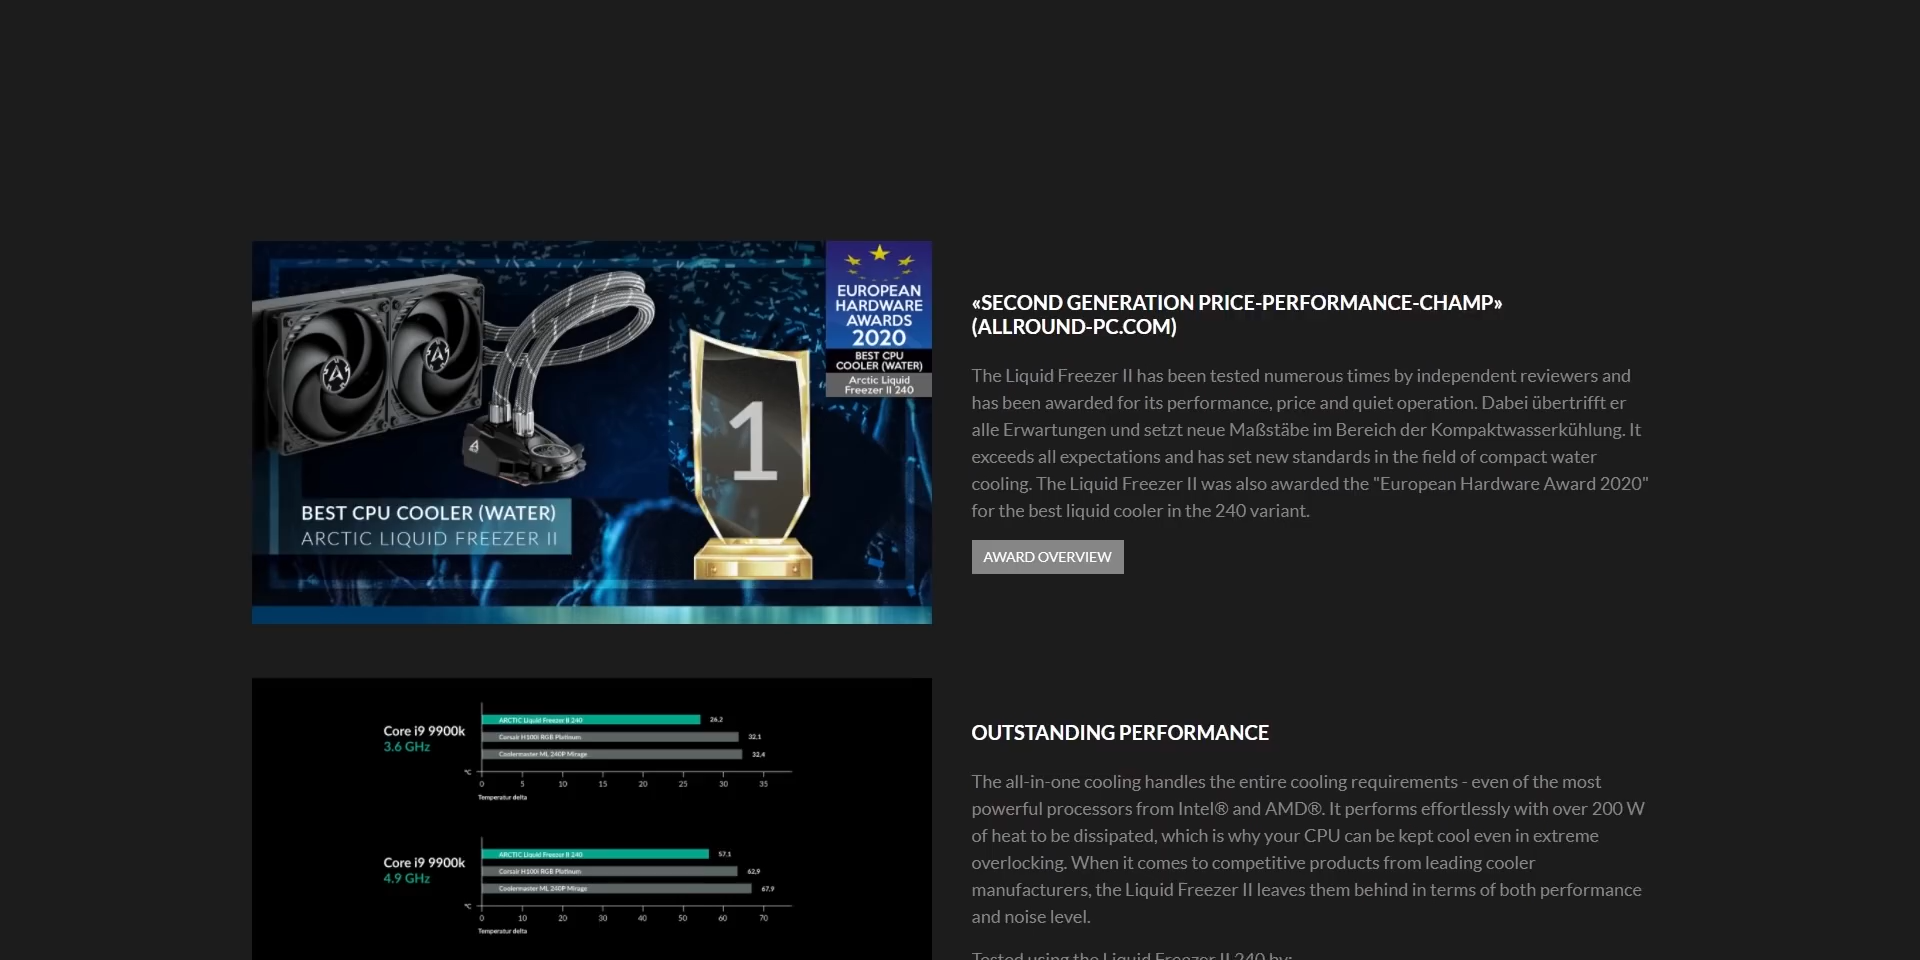 EUROPEAN
HARDWARE
AWARDS
2020
BEST CPU
COOLER (WATER)
Arctic Liquid
Freezer II 240
1
BEST CPU COOLER (WATER)
ARCTIC LIQUID FREEZER II
«SECOND GENERATION PRICE-PERFORMANCE-CHAMP»
(ALLROUND-PC.COM)
The Liquid Freezer II has been tested numerous times by independent reviewers and
has been awarded for its performance, price and quiet operation. Dabei übertrifft er
alle Erwartungen und setzt neue Maßstäbe im Bereich der Kompaktwasserkühlung. It
exceeds all expectations and has set new standards in the field of compact water
cooling. The Liquid Freezer II was also awarded the "European Hardware Award 2020"
for the best liquid cooler in the 240 variant.
AWARD OVERVIEW
Core i9 9900k
3.6 GHz
ARCTIC Liquid Freezer II 240 26.2
Corsair H100i RGB Platinum 32.1
Coolermaster ML 240P Mirage 32.4
°C 0 5 10 15 20 25 30 35
Temperatur delta
Core i9 9900k
4.9 GHz
ARCTIC Liquid Freezer II 240 57.1
Corsair H100i RGB Platinum 62.9
Coolermaster ML 240P Mirage 67.9
°C 0 10 20 30 40 50 60 70
Temperatur delta
OUTSTANDING PERFORMANCE
The all-in-one cooling handles the entire cooling requirements - even of the most
powerful processors from Intel® and AMD®. It performs effortlessly with over 200 W
of heat to be dissipated, which is why your CPU can be kept cool even in extreme
overlocking. When it comes to competitive products from leading cooler
manufacturers, the Liquid Freezer II leaves them behind in terms of both performance
and noise level.
Tested using the Liquid Freezer II 240 by: